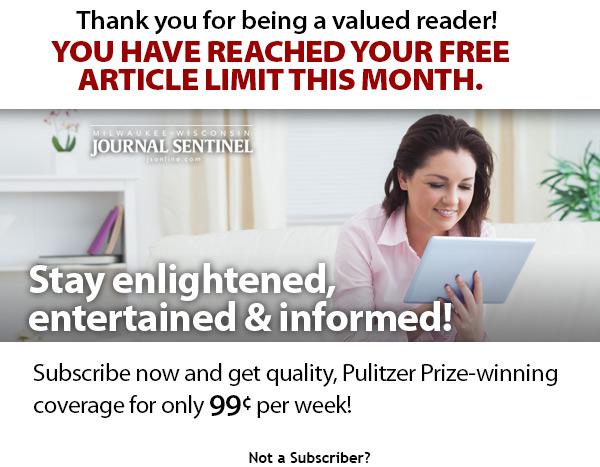 Thank you for being a valued reader!
YOU HAVE REACHED YOUR FREE
ARTICLE LIMIT THIS MONTH.
MILWAUKEE•WISCONSIN
JOURNAL SENTINEL
jsonline.com
Stay enlightened,
entertained & informed!
Subscribe now and get quality, Pulitzer Prize-winning
coverage for only 99¢ per week!
Not a Subscriber?